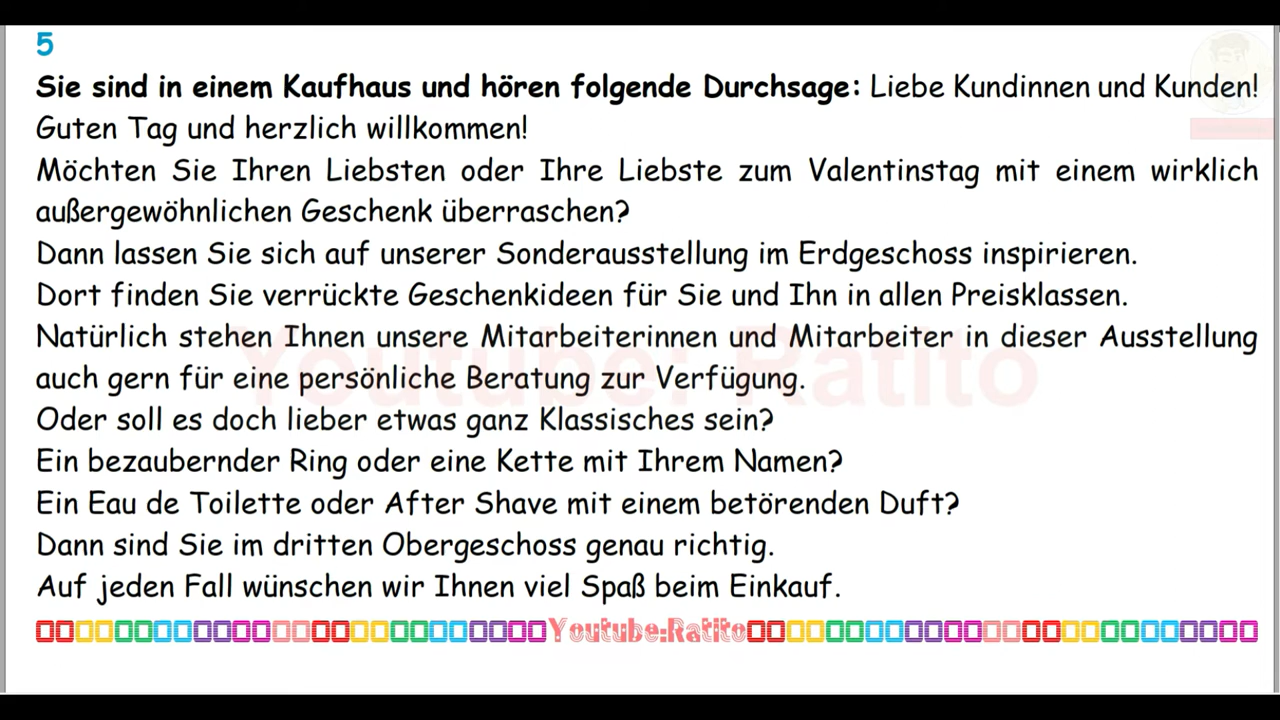 5
Sie sind in einem Kaufhaus und hören folgende Durchsage: Liebe Kundinnen und Kunden!
Guten Tag und herzlich willkommen!
Möchten Sie Ihren Liebsten oder Ihre Liebste zum Valentinstag mit einem wirklich
außergewöhnlichen Geschenk überraschen?
Dann lassen Sie sich auf unserer Sonderausstellung im Erdgeschoss inspirieren.
Dort finden Sie verrückte Geschenkideen für Sie und Ihn in allen Preisklassen.
Natürlich stehen Ihnen unsere Mitarbeiterinnen und Mitarbeiter in dieser Ausstellung
auch gern für eine persönliche Beratung zur Verfügung.
Oder soll es doch lieber etwas ganz Klassisches sein?
Ein bezaubernder Ring oder eine Kette mit Ihrem Namen?
Ein Eau de Toilette oder After Shave mit einem betörenden Duft?
Dann sind Sie im dritten Obergeschoss genau richtig.
Auf jeden Fall wünschen wir Ihnen viel Spaß beim Einkauf.
Youtube:Ratito
Youtuber Ratito